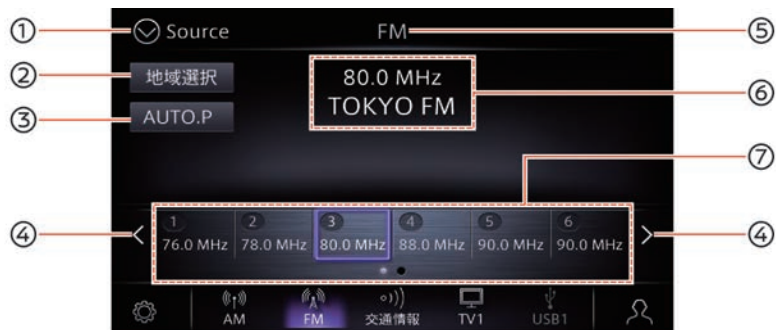 ① Source FM ⑤
② 地域選択 80.0 MHz ⑥
③ AUTO.P TOKYO FM
⑦
④ ④
1 2 3 4 5 6
76.0 MHz 78.0 MHz 80.0 MHz 88.0 MHz 90.0 MHz 90.0 MHz
AM FM 交通情報 TV1 USB1